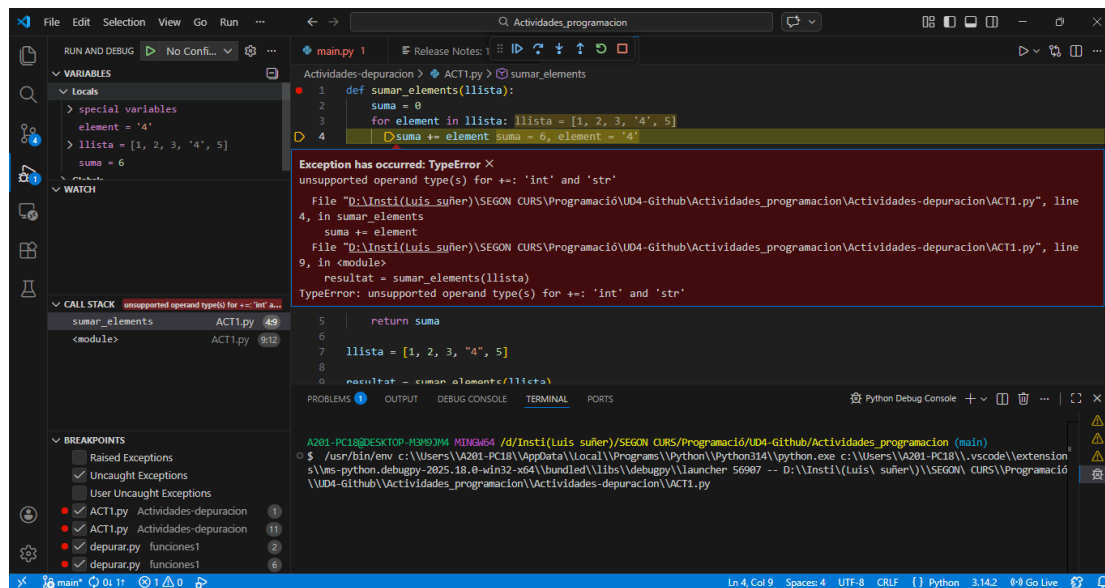 File Edit Selection View Go Run ··· ← → Actividades_programacion
RUN AND DEBUG No Confi... ···
main.py 1 Release Notes: 1
VARIABLES
Locals
special variables
element = '4'
llista = [1, 2, 3, '4', 5]
suma = 6
WATCH
CALL STACK unsupported operand type(s) for +=: 'int' a...
sumar_elements ACT1.py 4:9
<module> ACT1.py 9:12
BREAKPOINTS
Raised Exceptions
Uncaught Exceptions
User Uncaught Exceptions
ACT1.py Actividades-depuracion 1
ACT1.py Actividades-depuracion 11
depurar.py funciones1 2
depurar.py funciones1 6
Actividades-depuracion > ACT1.py > sumar_elements
1 def sumar_elements(llista):
2 suma = 0
3 for element in llista: llista = [1, 2, 3, '4', 5]
4 suma += element suma = 6, element = '4'
Exception has occurred: TypeError ×
unsupported operand type(s) for +=: 'int' and 'str'
File "D:\Insti(Luis suñer)\SEGON CURS\Programació\UD4-Github\Actividades_programacion\Actividades-depuracion\ACT1.py", line
4, in sumar_elements
suma += element
File "D:\Insti(Luis suñer)\SEGON CURS\Programació\UD4-Github\Actividades_programacion\Actividades-depuracion\ACT1.py", line
9, in <module>
resultat = sumar_elements(llista)
TypeError: unsupported operand type(s) for +=: 'int' and 'str'
5 return suma
6
7 llista = [1, 2, 3, "4", 5]
8
9 resultat = sumar_elements(llista)
PROBLEMS 1 OUTPUT DEBUG CONSOLE TERMINAL PORTS Python Debug Console
A201-PC18@DESKTOP-M3M9JM4 MINGW64 /d/Insti(Luis suñer)/SEGON CURS/Programació/UD4-Github/Actividades_programacion (main)
$ /usr/bin/env c:\\Users\\A201-PC18\\AppData\\Local\\Programs\\Python\\Python314\\python.exe c:\\Users\\A201-PC18\\.vscode\\extension
s\\ms-python.debugpy-2025.18.0-win32-x64\\bundled\\libs\\debugpy\\launcher 56907 -- D:\\Insti\(Luis\ suñer\)\\SEGON\ CURS\\Programació
\\UD4-Github\\Actividades_programacion\\Actividades-depuracion\\ACT1.py
main* 0↓ 1↑ 1 0 Ln 4, Col 9 Spaces: 4 UTF-8 CRLF {} Python 3.14.2 Go Live